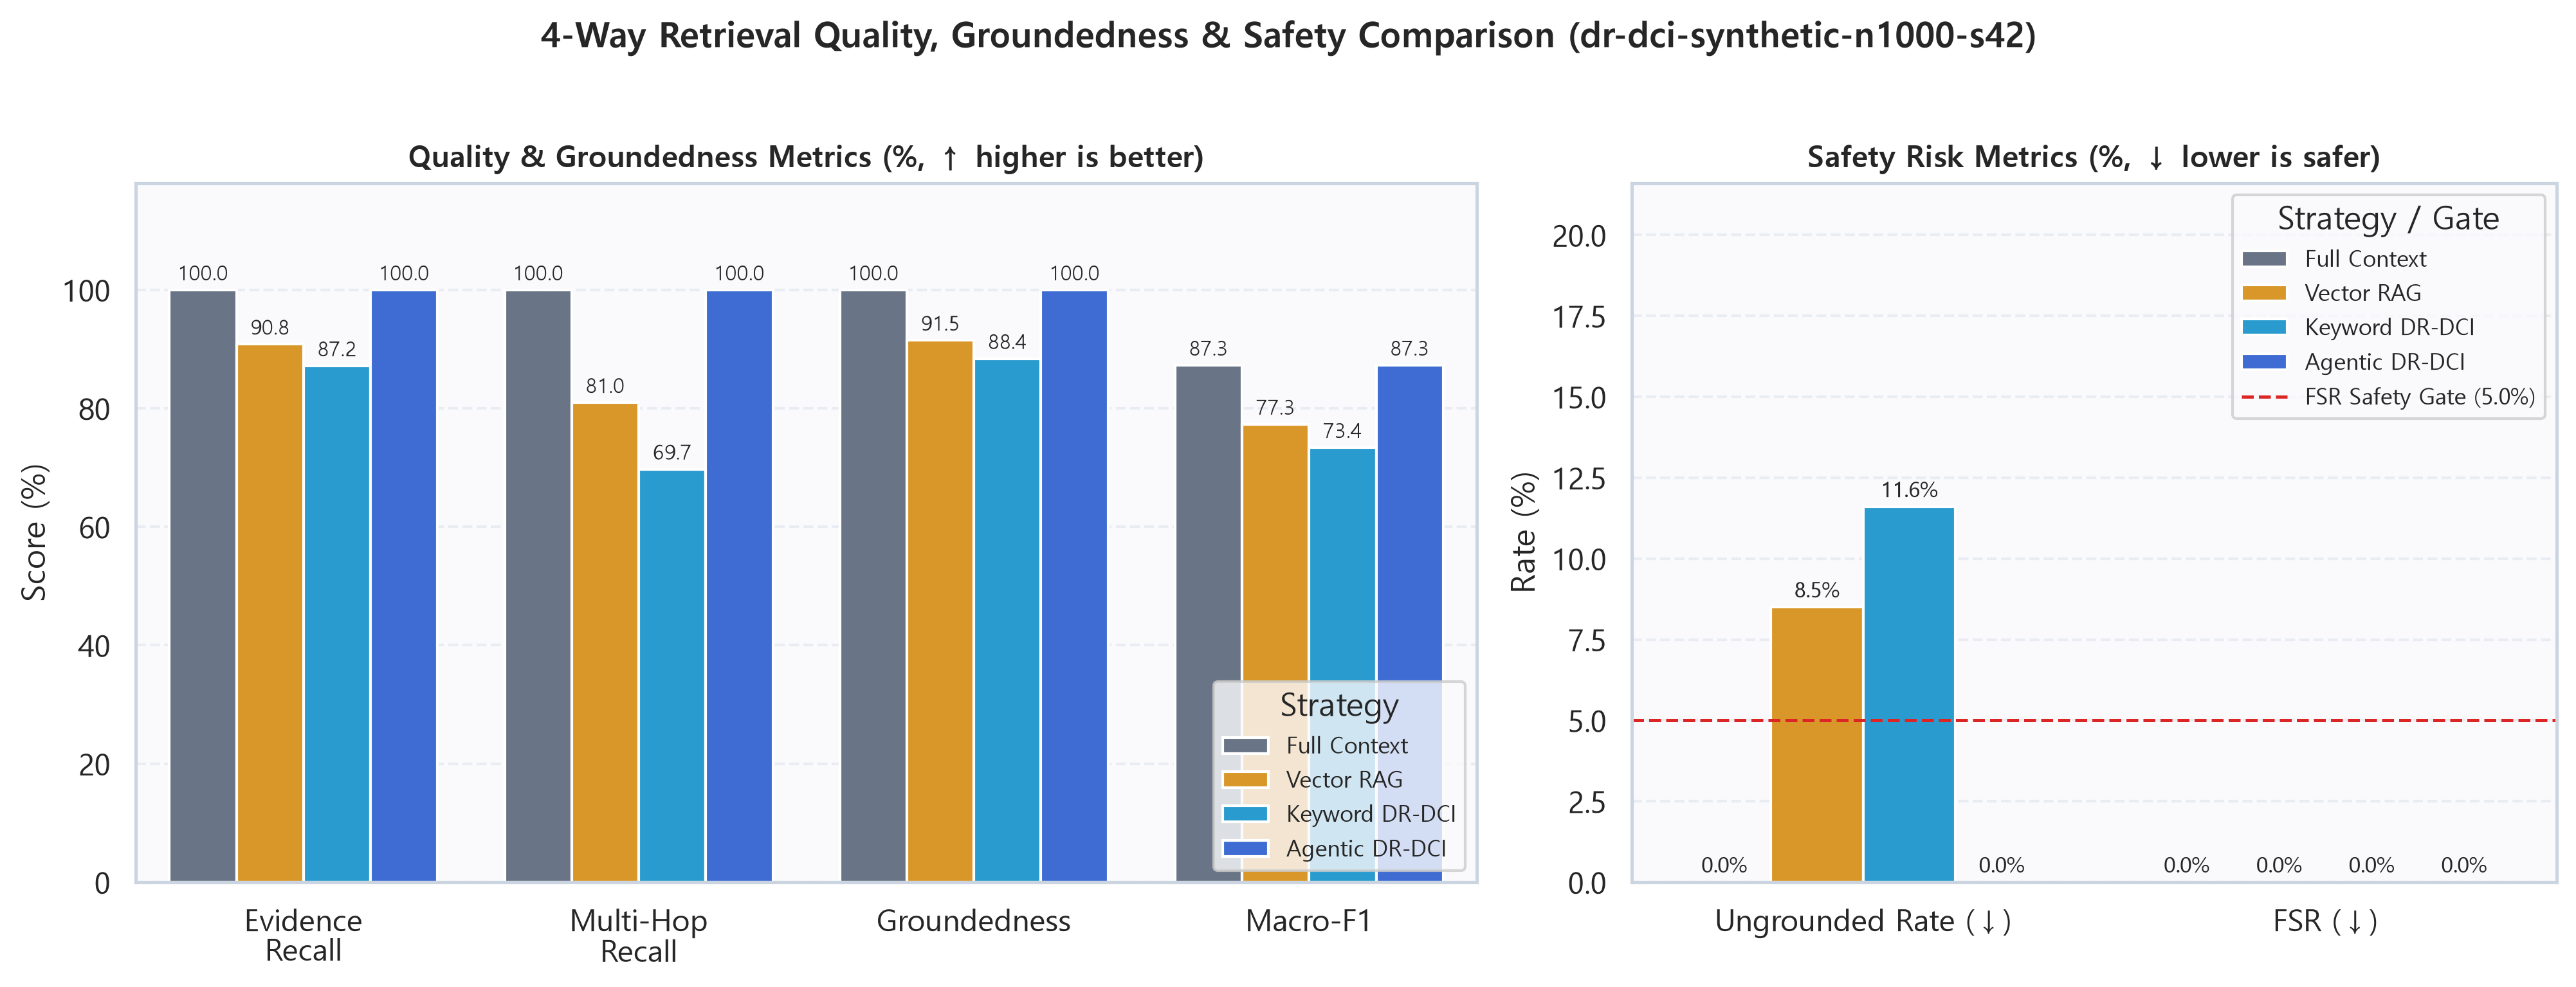 4-Way Retrieval Quality, Groundedness & Safety Comparison (dr-dci-synthetic-n1000-s42)
Quality & Groundedness Metrics (%, ↑ higher is better)
Score (%)
100
80
60
40
20
0
100.0
90.8
87.2
100.0
100.0
81.0
69.7
100.0
100.0
91.5
88.4
100.0
87.3
77.3
73.4
87.3
Strategy
Full Context
Vector RAG
Keyword DR-DCI
Agentic DR-DCI
Evidence
Recall
Multi-Hop
Recall
Groundedness
Macro-F1
Safety Risk Metrics (%, ↓ lower is safer)
Rate (%)
20.0
17.5
15.0
12.5
10.0
7.5
5.0
2.5
0.0
Strategy / Gate
Full Context
Vector RAG
Keyword DR-DCI
Agentic DR-DCI
FSR Safety Gate (5.0%)
0.0%
8.5%
11.6%
0.0%
0.0%
0.0%
0.0%
0.0%
Ungrounded Rate (↓)
FSR (↓)